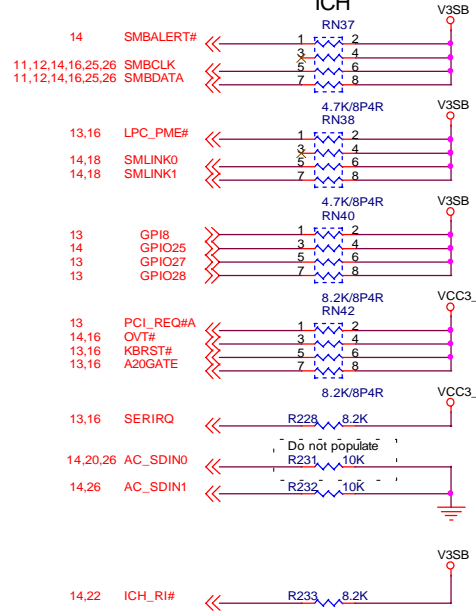 ICH
V3SB
RN37
14 SMBALERT# 1 2
3 4
11,12,14,16,25,26 SMBCLK 5 6
11,12,14,16,25,26 SMBDATA 7 8
4.7K/8P4R
V3SB
RN38
13,16 LPC_PME# 1 2
3 4
14,18 SMLINK0 5 6
14,18 SMLINK1 7 8
4.7K/8P4R
V3SB
RN40
13 GPI8 1 2
14 GPIO25 3 4
13 GPIO27 5 6
13 GPIO28 7 8
8.2K/8P4R
VCC3_
RN42
13 PCI_REQ#A 1 2
14,16 OVT# 3 4
13,16 KBRST# 5 6
13,16 A20GATE 7 8
8.2K/8P4R
VCC3_
13,16 SERIRQ R228 8.2K
Do not populate
14,20,26 AC_SDIN0 R231 10K
14,26 AC_SDIN1 R232 10K
V3SB
14,22 ICH_RI# R233 8.2K